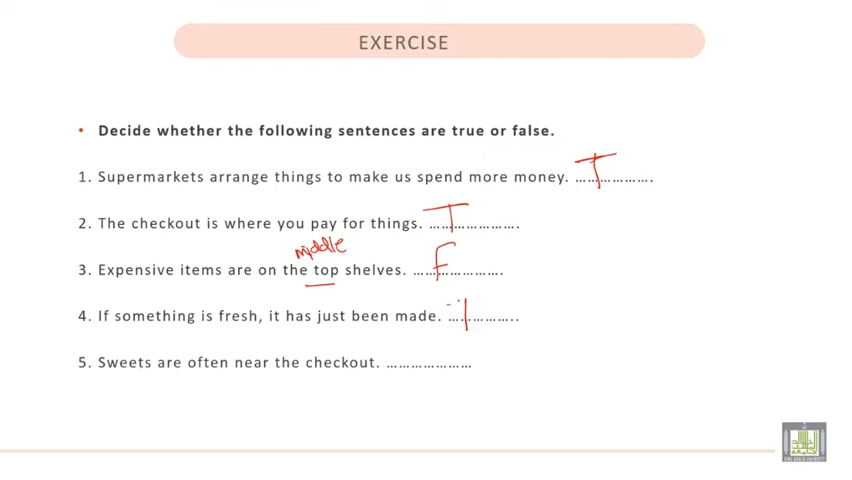 EXERCISE
• Decide whether the following sentences are true or false.
1. Supermarkets arrange things to make us spend more money. ………………. T
2. The checkout is where you pay for things. …………………. T
middle
3. Expensive items are on the top shelves. …………………. F
4. If something is fresh, it has just been made. ……………..
5. Sweets are often near the checkout. …………………